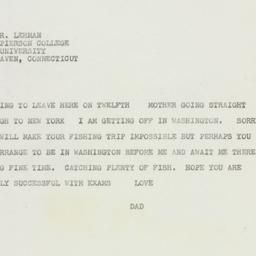 R. LEHMAN
PIERSON COLLEGE
UNIVERSITY
AVEN, CONNECTICUT
ING TO LEAVE HERE ON TWELFTH MOTHER GOING STRAIGHT
GH TO NEW YORK I AM GETTING OFF IN WASHINGTON. SORR
WILL MAKE YOUR FISHING TRIP IMPOSSIBLE BUT PERHAPS YOU
RRANGE TO BE IN WASHINGTON BEFORE ME AND AWAIT ME THERE
NG FINE TIME. CATCHING PLENTY OF FISH. HOPE YOU ARE
LY SUCCESSFUL WITH EXAMS LOVE
DAD